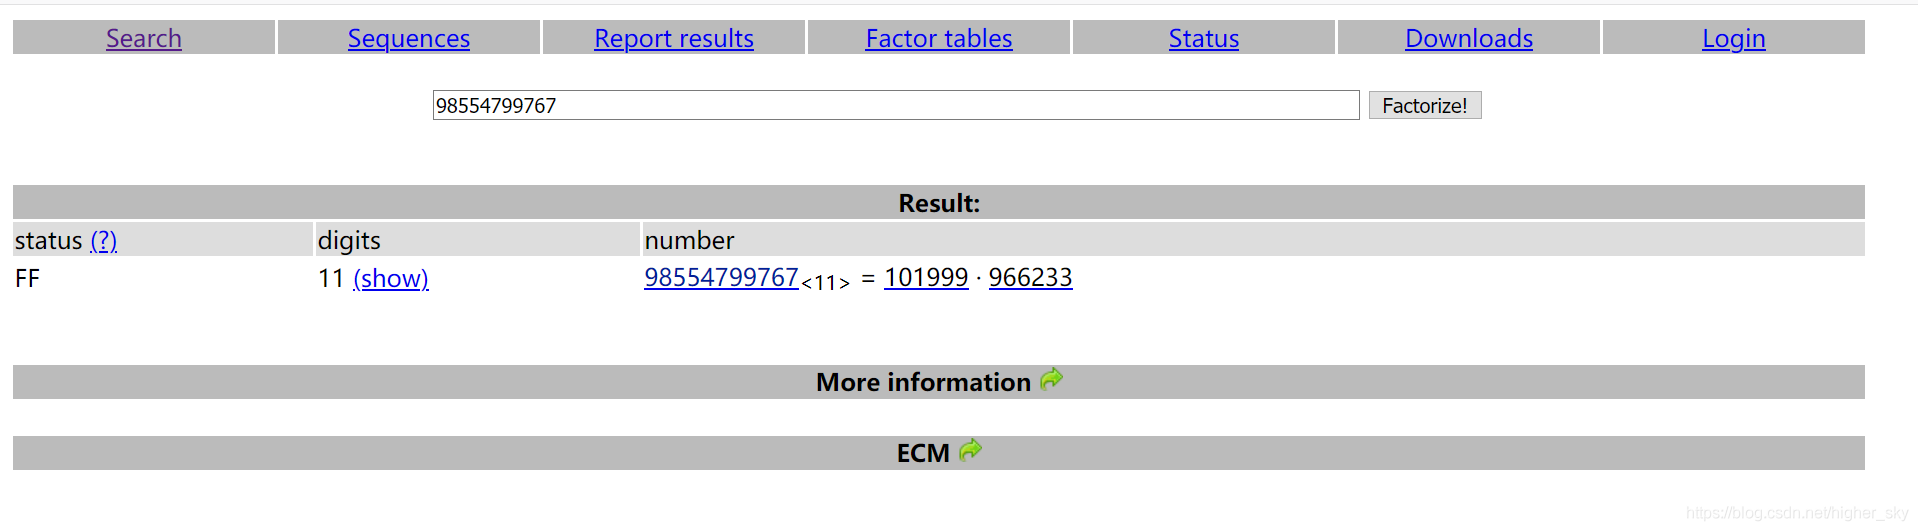 Search Sequences Report results Factor tables Status Downloads Login
98554799767 Factorize!
Result:
status (?) digits number
FF 11 (show) 98554799767<11> = 101999 · 966233
More information
ECM
https://blog.csdn.net/higher_sky